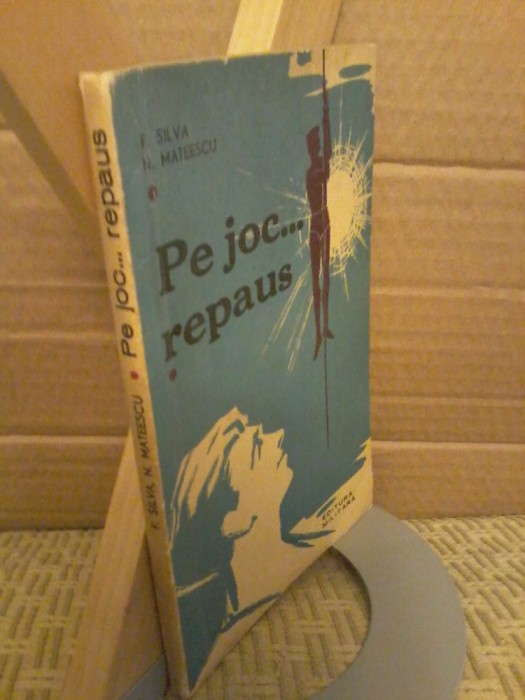 F. SILVA
N. MATEESCU
Pe joc...
repaus
EDITURA
MILITARĂ
F. SILVA, N. MATEESCU • Pe joc... repaus